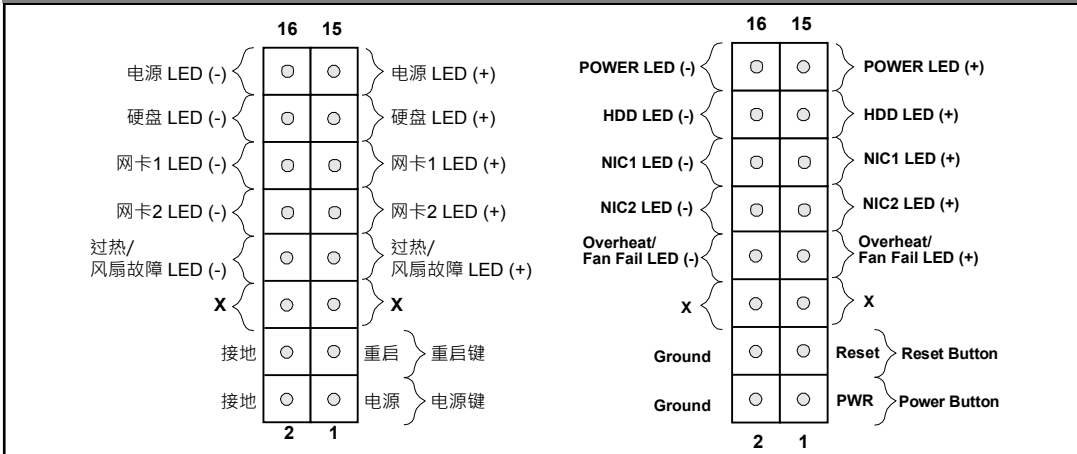 16 15
电源 LED (-) 电源 LED (+)
硬盘 LED (-) 硬盘 LED (+)
网卡1 LED (-) 网卡1 LED (+)
网卡2 LED (-) 网卡2 LED (+)
过热/ 过热/
风扇故障 LED (-) 风扇故障 LED (+)
X X
接地 重启 重启键
接地 电源 电源键
2 1
16 15
POWER LED (-) POWER LED (+)
HDD LED (-) HDD LED (+)
NIC1 LED (-) NIC1 LED (+)
NIC2 LED (-) NIC2 LED (+)
Overheat/ Overheat/
Fan Fail LED (-) Fan Fail LED (+)
X X
Ground Reset Reset Button
Ground PWR Power Button
2 1